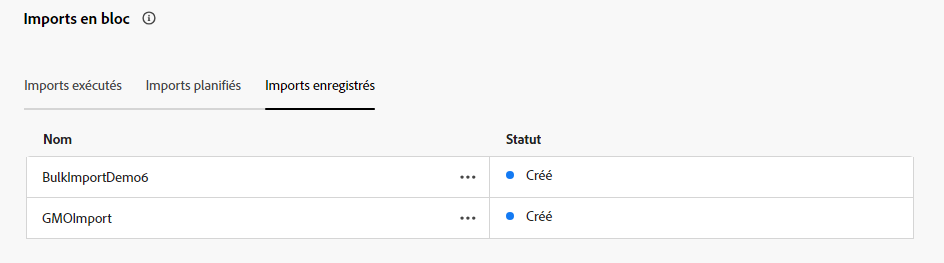 Imports en bloc
Imports exécutés Imports planifiés Imports enregistrés
Nom Statut
BulkImportDemo6 Créé
GMOImport Créé